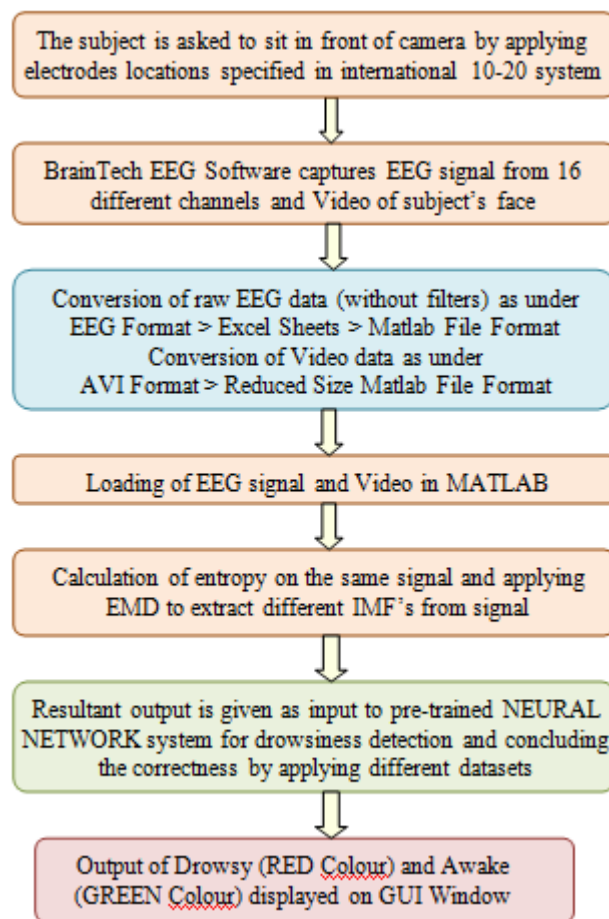 The subject is asked to sit in front of camera by applying
electrodes locations specified in international 10-20 system
BrainTech EEG Software captures EEG signal from 16
different channels and Video of subject's face
Conversion of raw EEG data (without filters) as under
EEG Format > Excel Sheets > Matlab File Format
Conversion of Video data as under
AVI Format > Reduced Size Matlab File Format
Loading of EEG signal and Video in MATLAB
Calculation of entropy on the same signal and applying
EMD to extract different IMF's from signal
Resultant output is given as input to pre-trained NEURAL
NETWORK system for drowsiness detection and concluding
the correctness by applying different datasets
Output of Drowsy (RED Colour) and Awake
(GREEN Colour) displayed on GUI Window